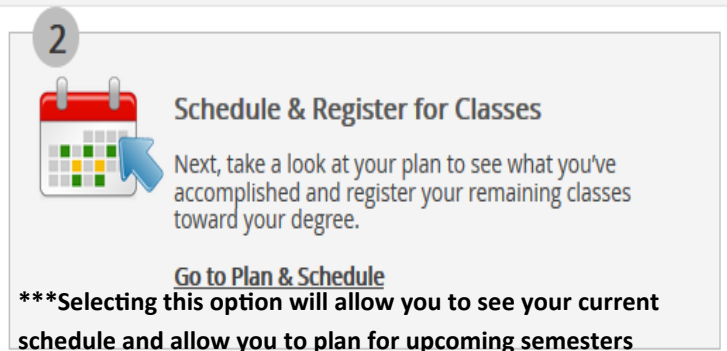 2
Schedule & Register for Classes
Next, take a look at your plan to see what you've
accomplished and register your remaining classes
toward your degree.
Go to Plan & Schedule
***Selecting this option will allow you to see your current
schedule and allow you to plan for upcoming semesters